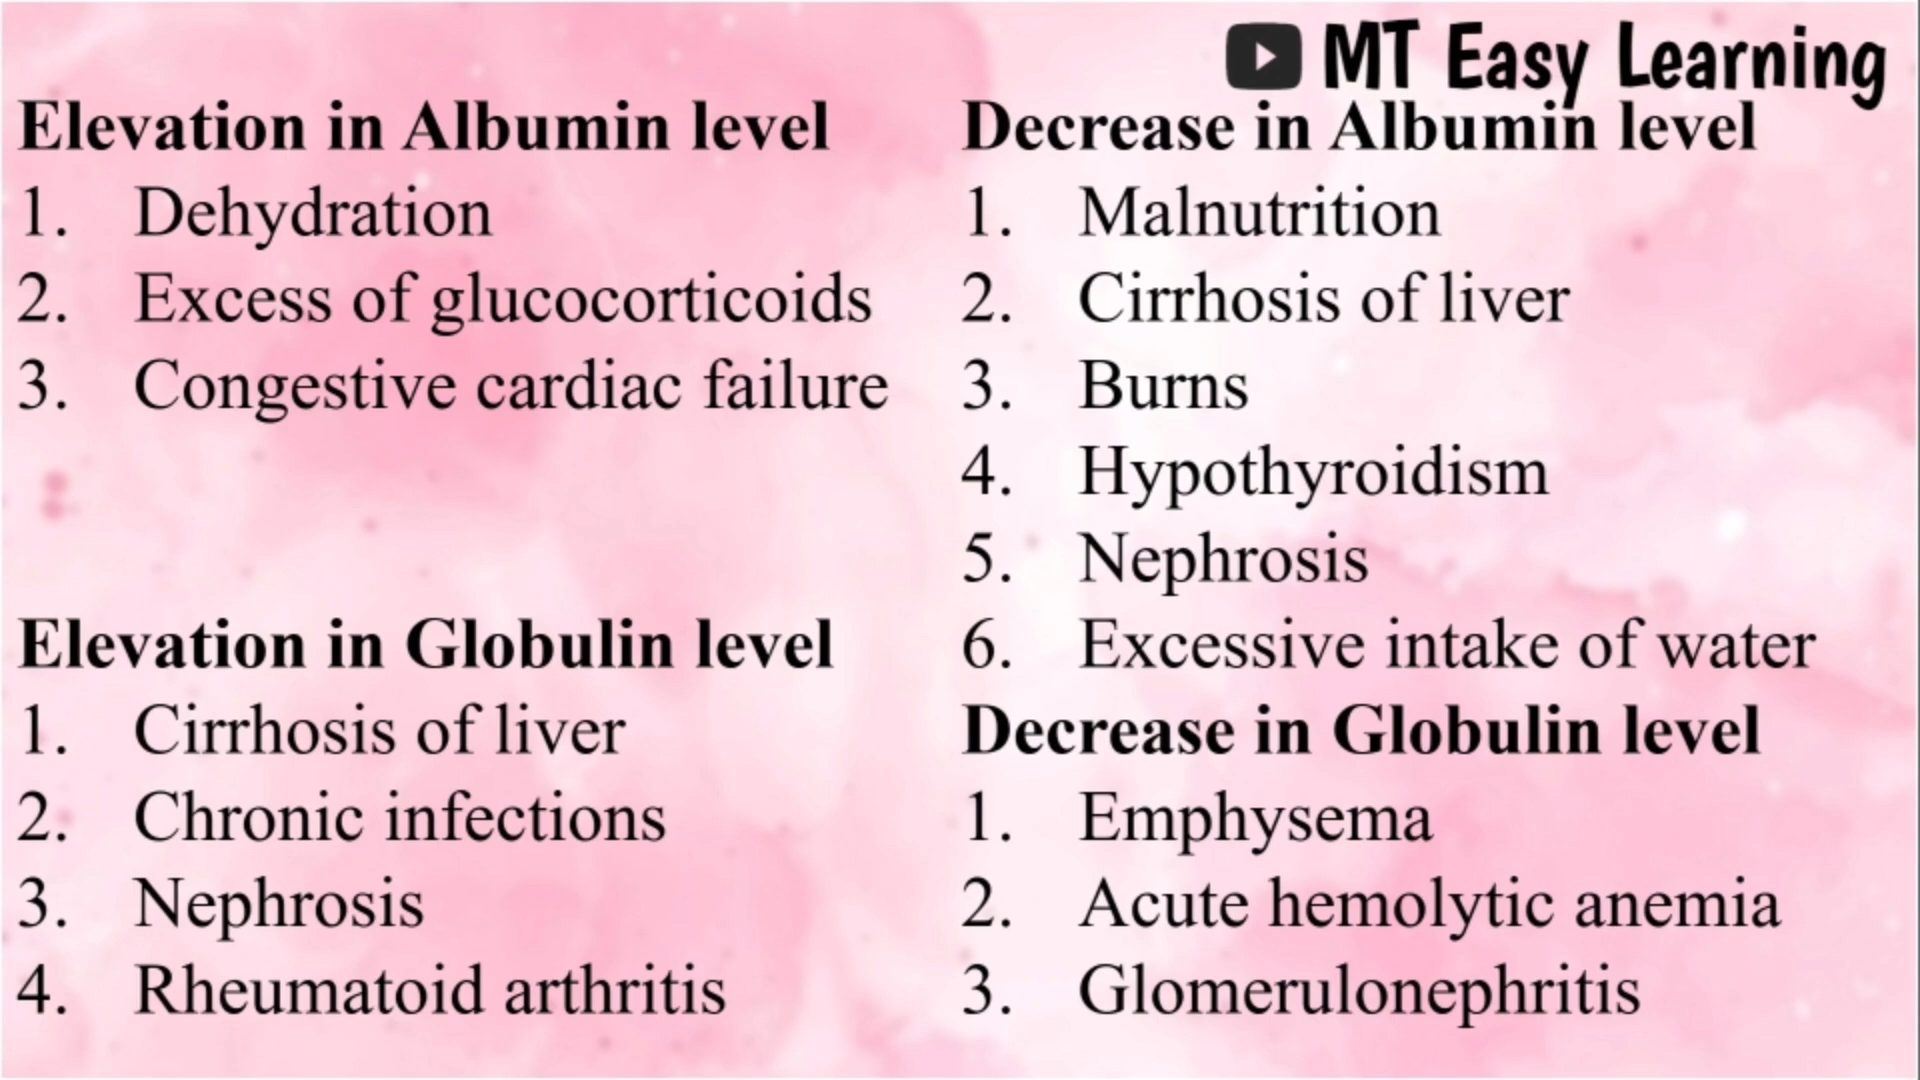 MT Easy Learning
Elevation in Albumin level
1. Dehydration
2. Excess of glucocorticoids
3. Congestive cardiac failure
Elevation in Globulin level
1. Cirrhosis of liver
2. Chronic infections
3. Nephrosis
4. Rheumatoid arthritis
Decrease in Albumin level
1. Malnutrition
2. Cirrhosis of liver
3. Burns
4. Hypothyroidism
5. Nephrosis
6. Excessive intake of water
Decrease in Globulin level
1. Emphysema
2. Acute hemolytic anemia
3. Glomerulonephritis